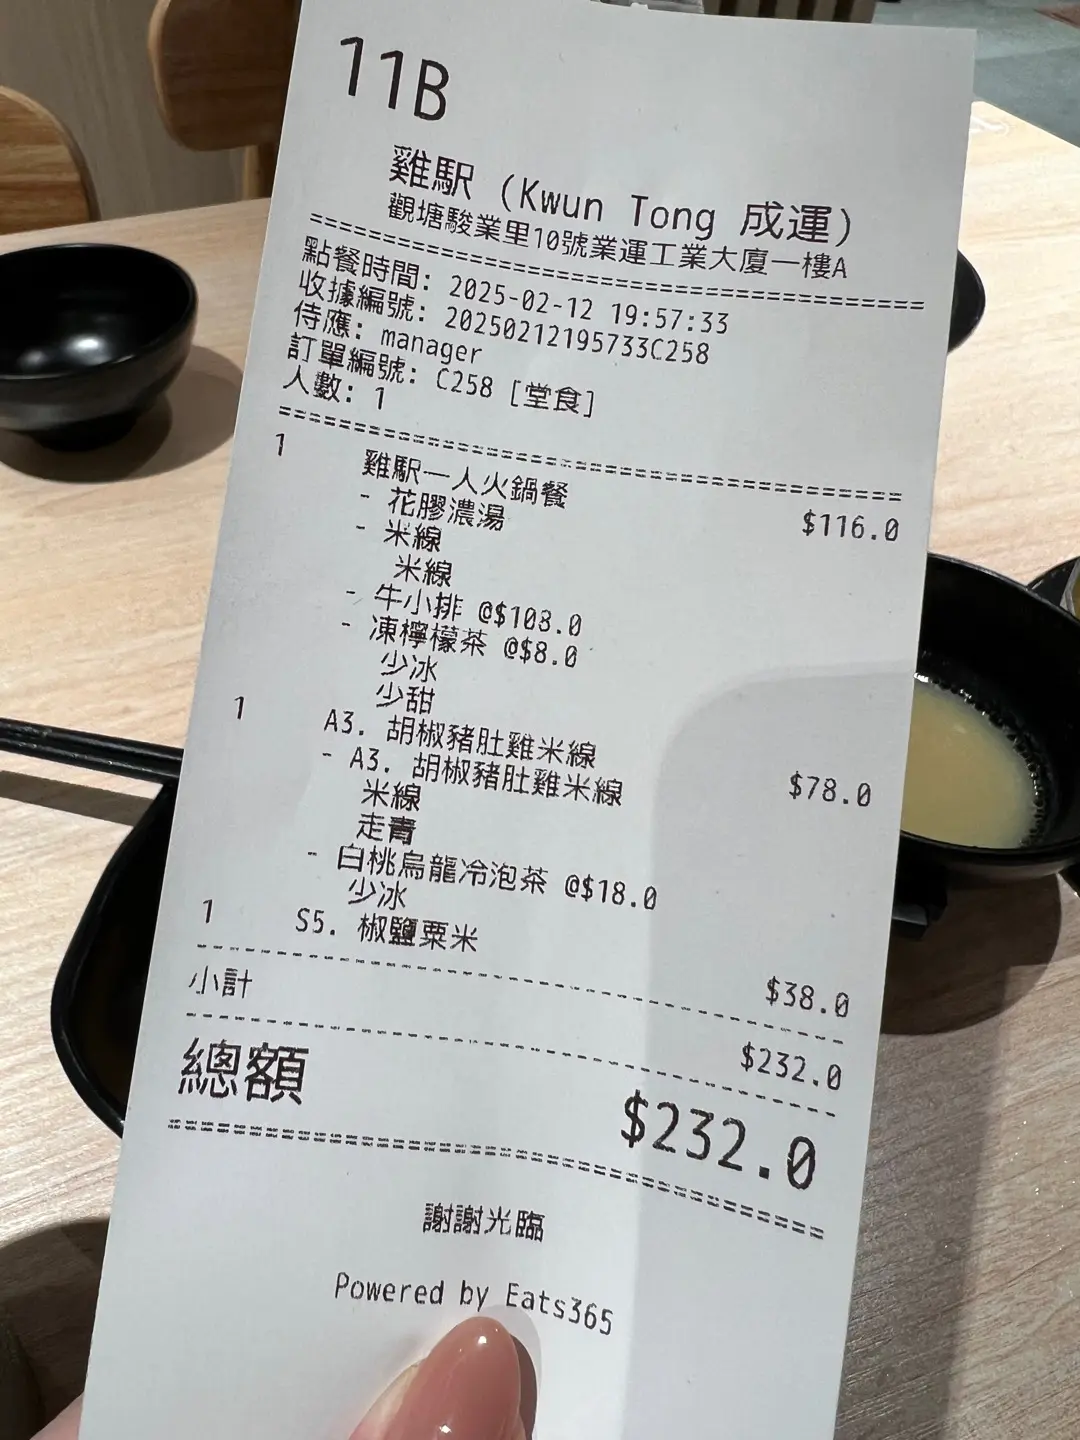 11B
雞駅 (Kwun Tong 成運)
觀塘駿業里10號業運工業大廈一樓A
點餐時間: 2025-02-12 19:57:33
收據編號: 20250212195733C258
侍應: manager
訂單編號: C258 [堂食]
人數: 1
1 雞駅一人火鍋餐 $116.0
- 花膠濃湯
- 米線
米線
- 牛小排 @$108.0
- 凍檸檬茶 @$8.0
少冰
少甜
1 A3. 胡椒豬肚雞米線 $78.0
- A3. 胡椒豬肚雞米線
米線
走青
- 白桃烏龍冷泡茶 @$18.0
少冰
1 S5. 椒鹽粟米 $38.0
小計 $232.0
總額 $232.0
謝謝光臨
Powered by Eats365